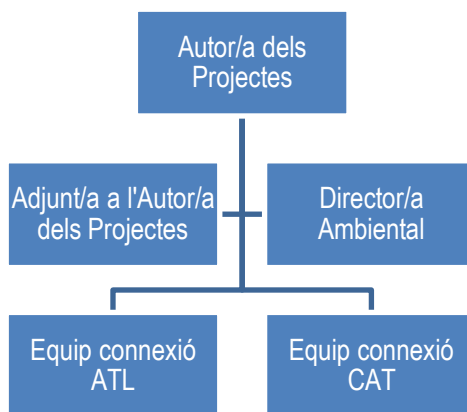 Autor/a dels
Projectes
Adjunt/a a l'Autor/a
dels Projectes
Director/a
Ambiental
Equip connexió
ATL
Equip connexió
CAT